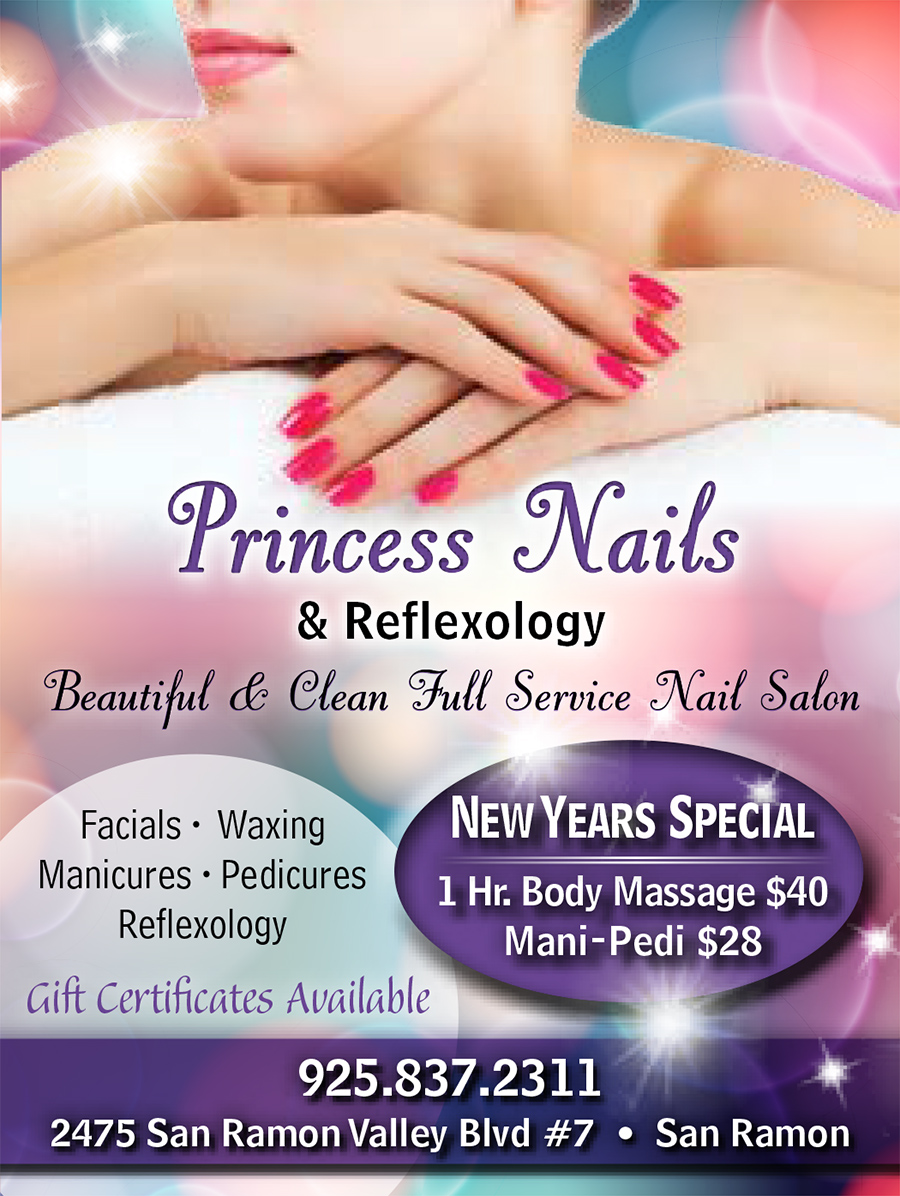 Princess Nails
& Reflexology
Beautiful & Clean Full Service Nail Salon
Facials • Waxing
Manicures • Pedicures
Reflexology
Gift Certificates Available
New Years Special
1 Hr. Body Massage $40
Mani-Pedi $28
925.837.2311
2475 San Ramon Valley Blvd #7 • San Ramon